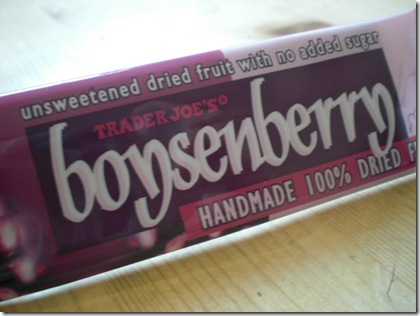 unsweetened dried fruit with no added sugar
TRADER JOE'S
boysenberry
HANDMADE 100% DRIED F